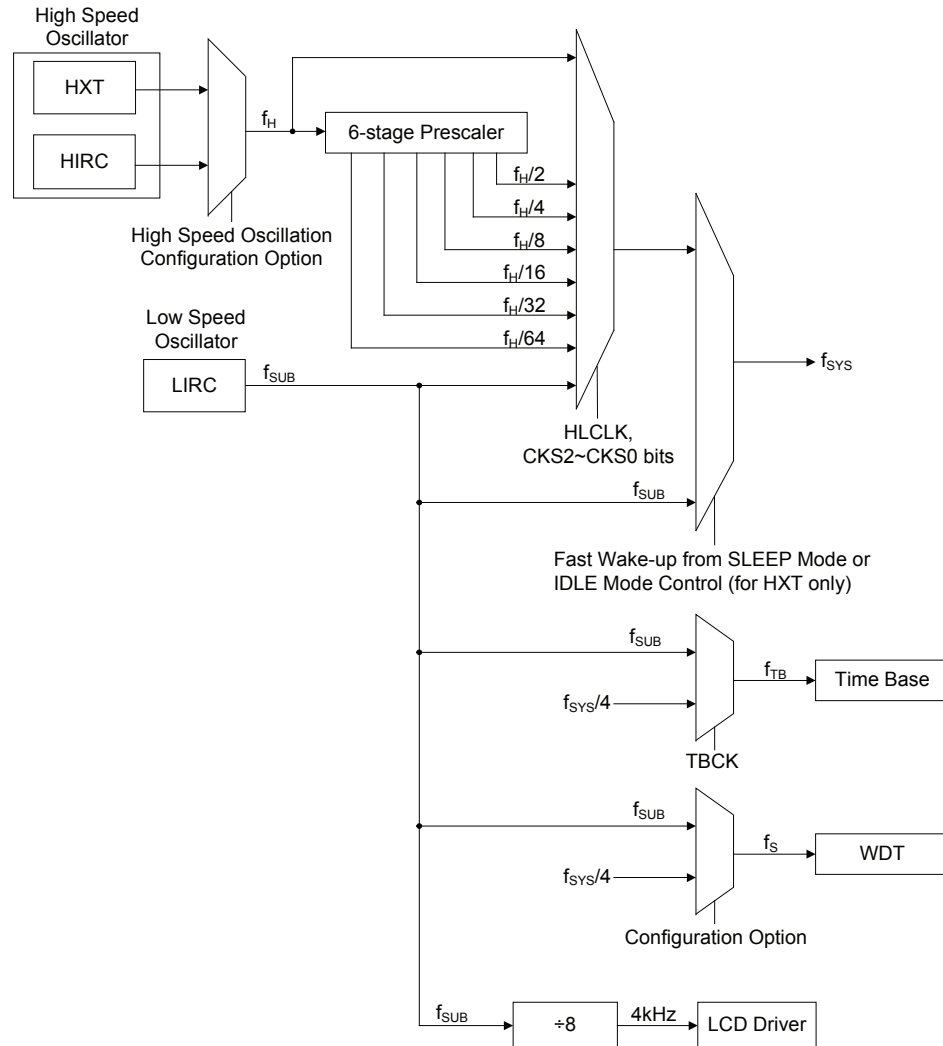 High Speed
Oscillator
HXT
HIRC
f_H
6-stage Prescaler
f_H/2
f_H/4
f_H/8
f_H/16
f_H/32
f_H/64
High Speed Oscillation
Configuration Option
Low Speed
Oscillator
LIRC
f_SUB
HLCLK,
CKS2~CKS0 bits
f_SYS
f_SUB
Fast Wake-up from SLEEP Mode or
IDLE Mode Control (for HXT only)
f_SUB
f_SYS/4
f_TB
Time Base
TBCK
f_SUB
f_SYS/4
f_S
WDT
Configuration Option
f_SUB
÷8
4kHz
LCD Driver